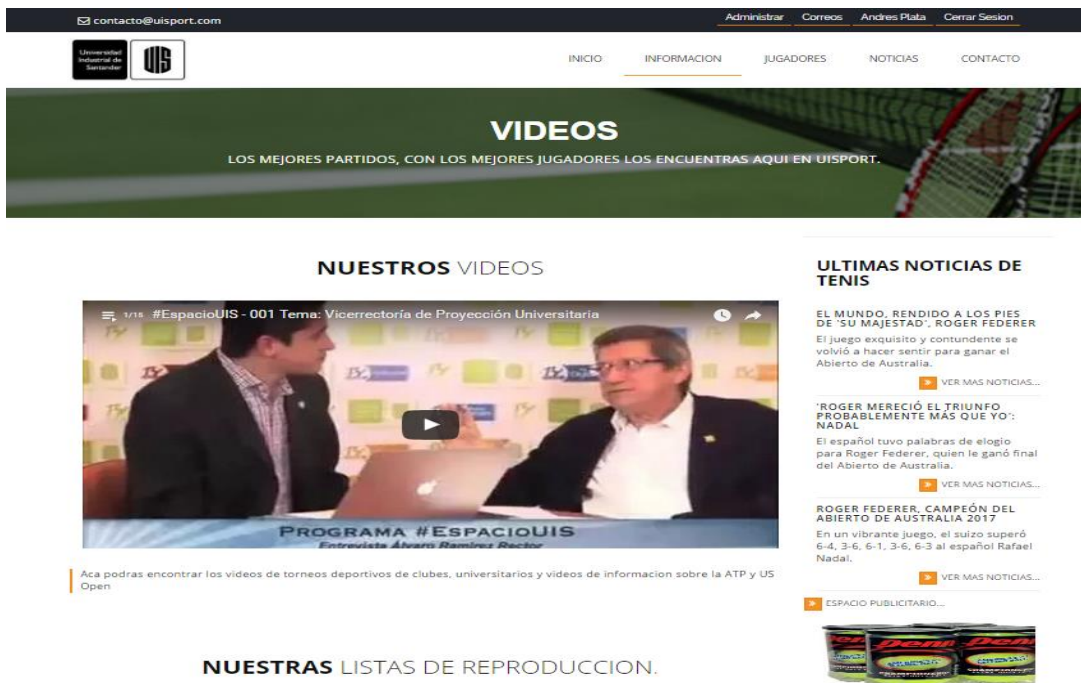 contacto@uisport.com
Administrar Correos Andres Plata Cerrar Sesion
Universidad
Industrial de
Santander
UIS
INICIO INFORMACION JUGADORES NOTICIAS CONTACTO
VIDEOS
LOS MEJORES PARTIDOS, CON LOS MEJORES JUGADORES LOS ENCUENTRAS AQUI EN UISPORT.
NUESTROS VIDEOS
1/15 #EspacioUIS - 001 Tema: Vicerrectoría de Proyección Universitaria
PROGRAMA #ESPACIOUIS
Entrevista Álvaro Ramírez Rector
Aca podras encontrar los videos de torneos deportivos de clubes, universitarios y videos de informacion sobre la ATP y US
Open
NUESTRAS LISTAS DE REPRODUCCION.
ULTIMAS NOTICIAS DE
TENIS
EL MUNDO, RENDIDO A LOS PIES
DE 'SU MAJESTAD', ROGER FEDERER
El juego exquisito y contundente se
volvió a hacer sentir para ganar el
Abierto de Australia.
VER MAS NOTICIAS...
'ROGER MERECIÓ EL TRIUNFO
PROBABLEMENTE MÁS QUE YO':
NADAL
El español tuvo palabras de elogio
para Roger Federer, quien le ganó final
del Abierto de Australia.
VER MAS NOTICIAS...
ROGER FEDERER, CAMPEÓN DEL
ABIERTO DE AUSTRALIA 2017
En un vibrante juego, el suizo superó
6-4, 3-6, 6-1, 3-6, 6-3 al español Rafael
Nadal.
VER MAS NOTICIAS...
ESPACIO PUBLICITARIO...
Penn